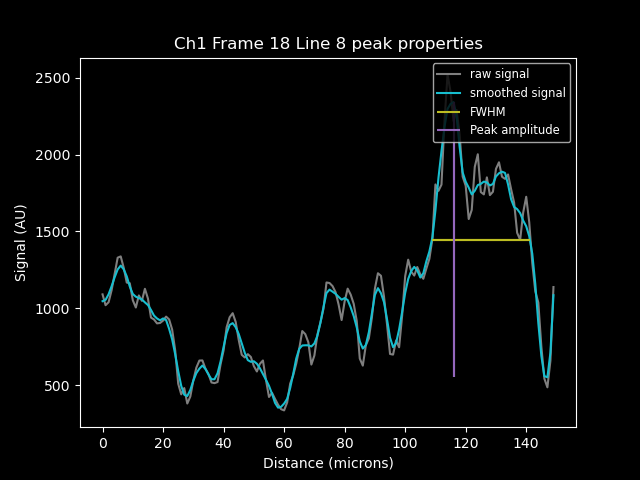 Ch1 Frame 18 Line 8 peak properties
raw signal
smoothed signal
FWHM
Peak amplitude
Signal (AU)
2500
2000
1500
1000
500
0 20 40 60 80 100 120 140
Distance (microns)